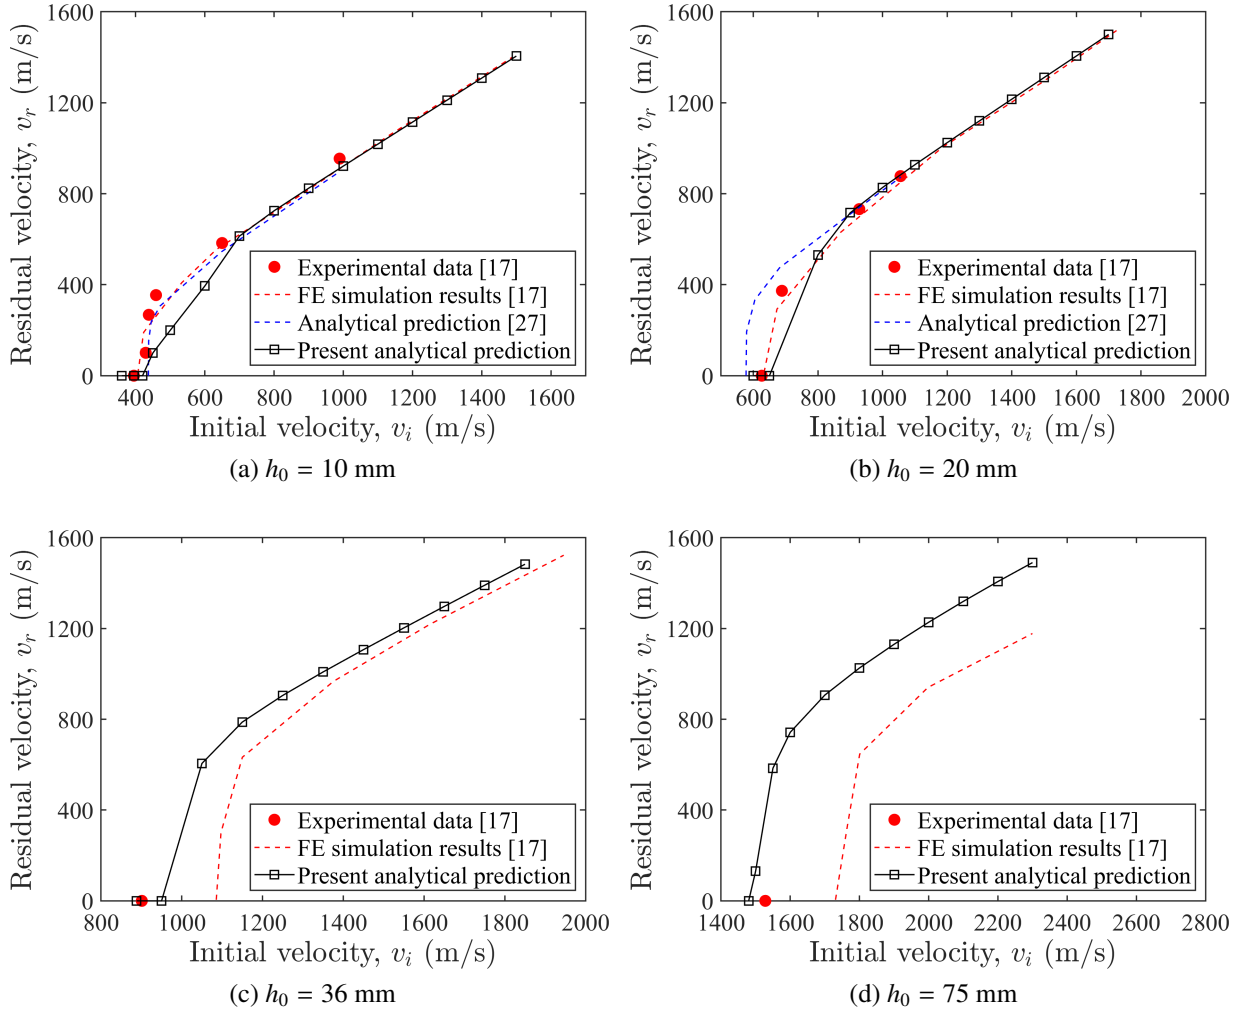 1600
1200
800
400
0
Residual velocity, v_r (m/s)
Experimental data [17]
FE simulation results [17]
Analytical prediction [27]
Present analytical prediction
400 600 800 1000 1200 1400 1600
Initial velocity, v_i (m/s)
(a) h_0 = 10 mm
1600
1200
800
400
0
Residual velocity, v_r (m/s)
Experimental data [17]
FE simulation results [17]
Analytical prediction [27]
Present analytical prediction
600 800 1000 1200 1400 1600 1800 2000
Initial velocity, v_i (m/s)
(b) h_0 = 20 mm
1600
1200
800
400
0
Residual velocity, v_r (m/s)
Experimental data [17]
FE simulation results [17]
Present analytical prediction
800 1000 1200 1400 1600 1800 2000
Initial velocity, v_i (m/s)
(c) h_0 = 36 mm
1600
1200
800
400
0
Residual velocity, v_r (m/s)
Experimental data [17]
FE simulation results [17]
Present analytical prediction
1400 1600 1800 2000 2200 2400 2600 2800
Initial velocity, v_i (m/s)
(d) h_0 = 75 mm